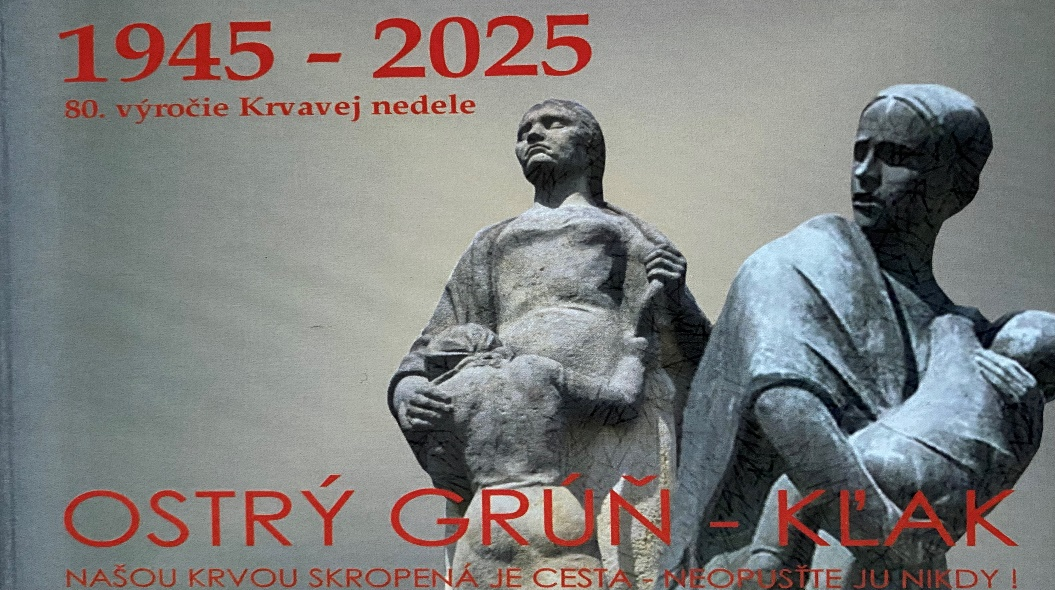 1945 - 2025
80. výročie Krvavej nedele
OSTRÝ GRÚŇ - KĽAK
NAŠOU KRVOU SKROPENÁ JE CESTA - NEOPUSŤTE JU NIKDY !